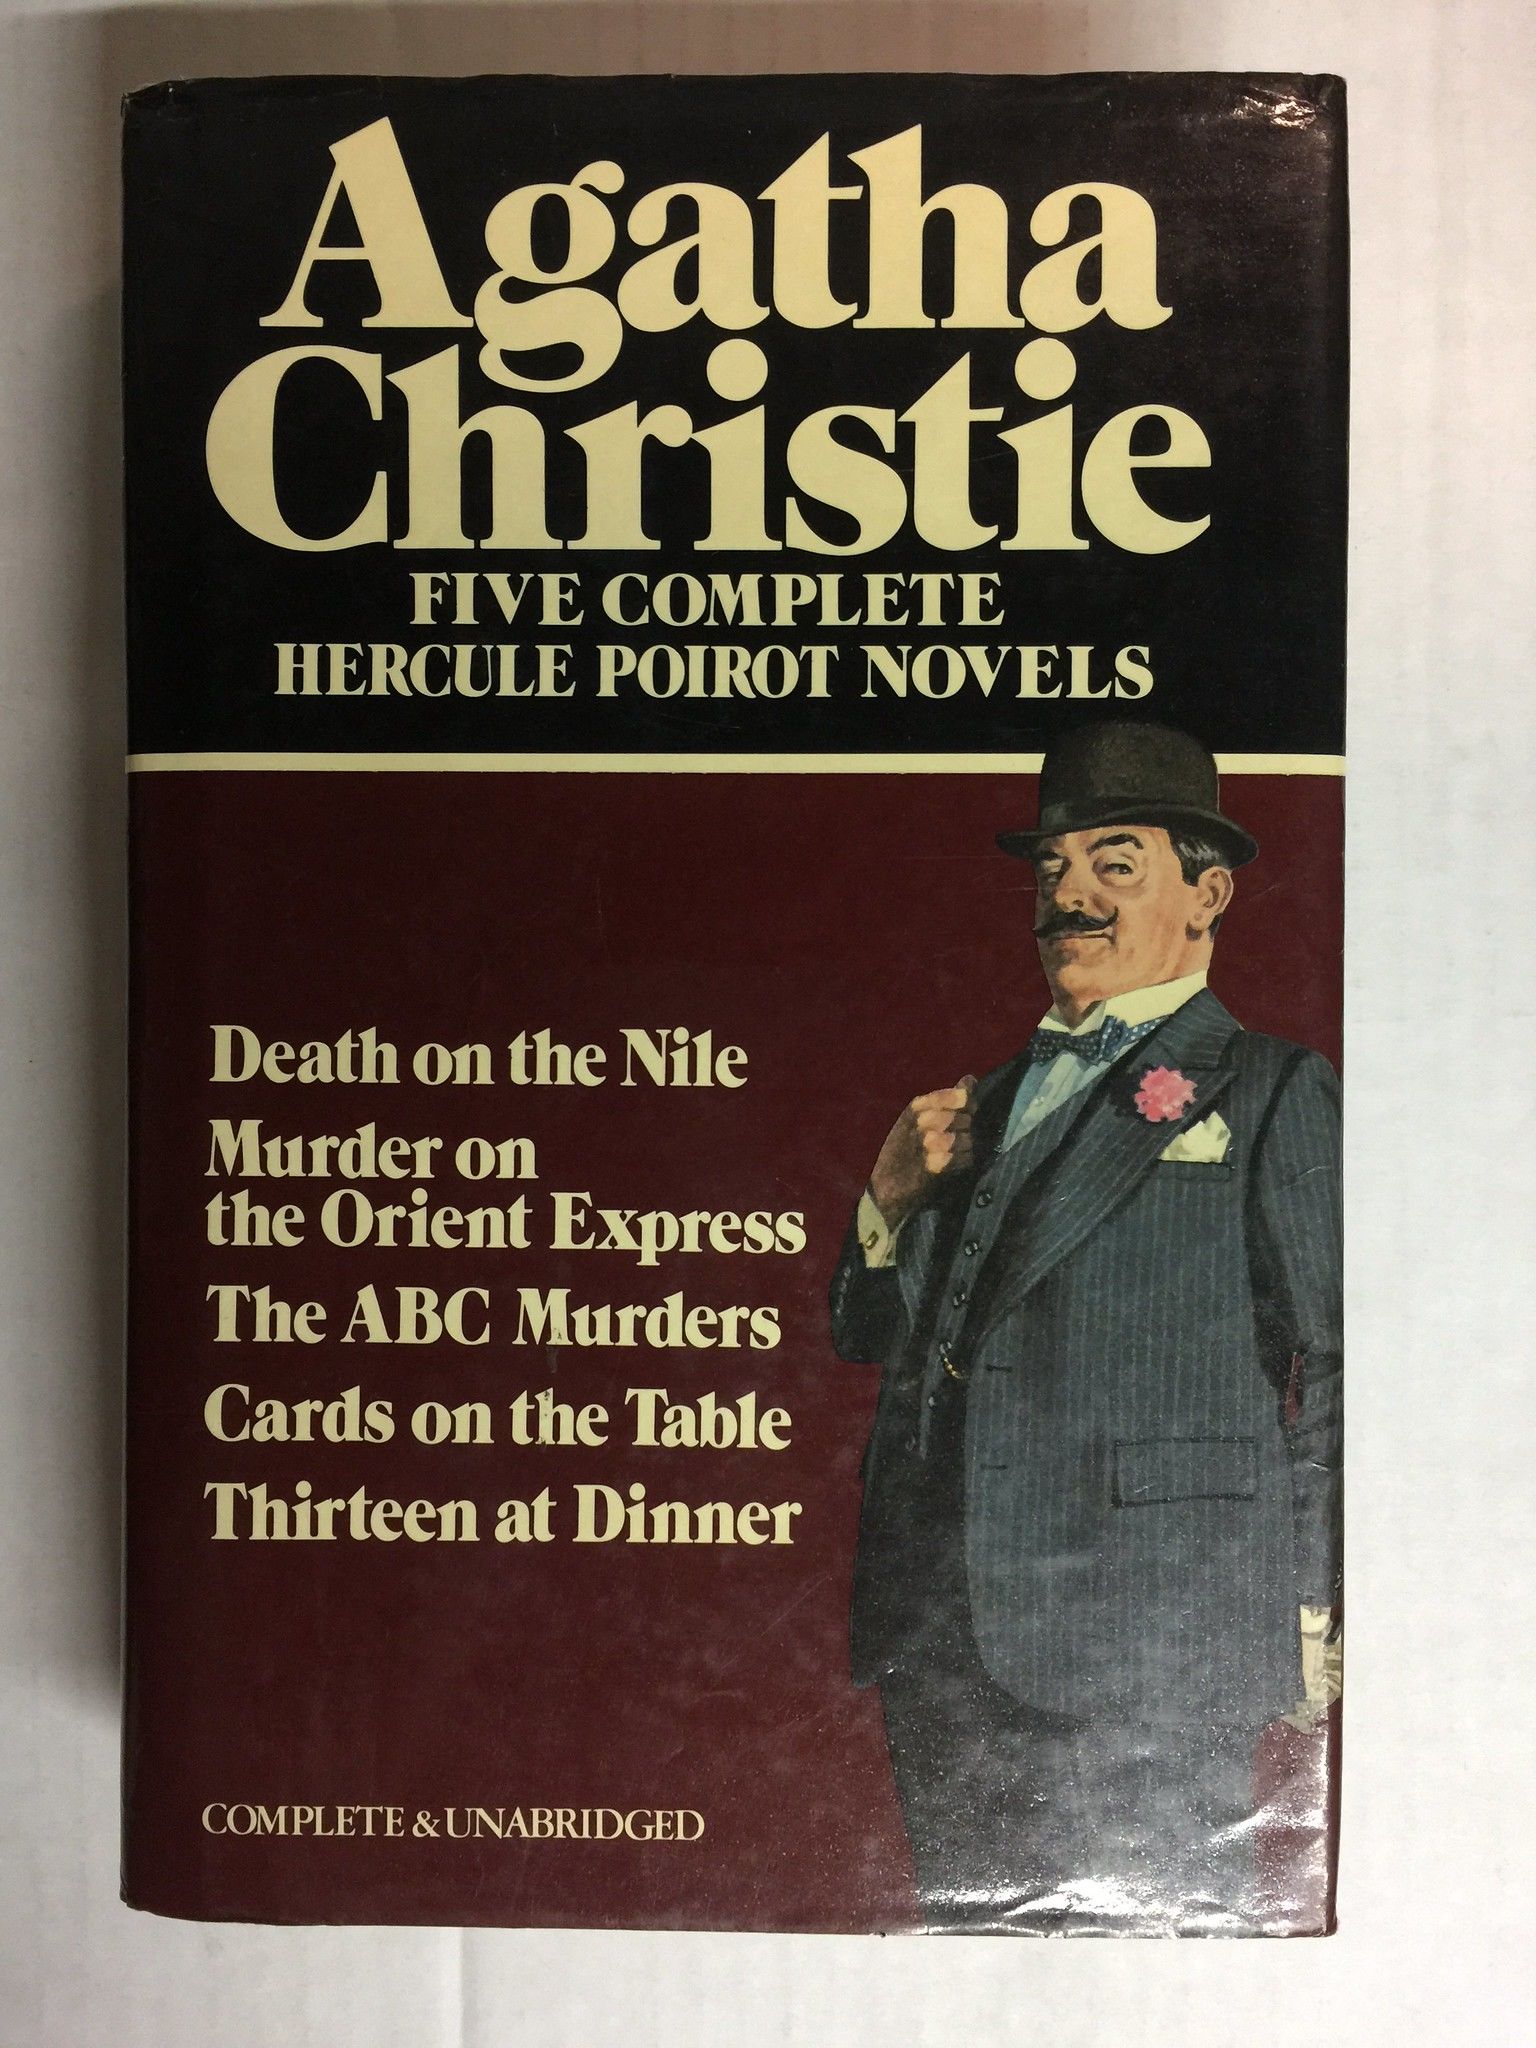 Agatha
Christie
FIVE COMPLETE
HERCULE POIROT NOVELS
Death on the Nile
Murder on
the Orient Express
The ABC Murders
Cards on the Table
Thirteen at Dinner
COMPLETE & UNABRIDGED